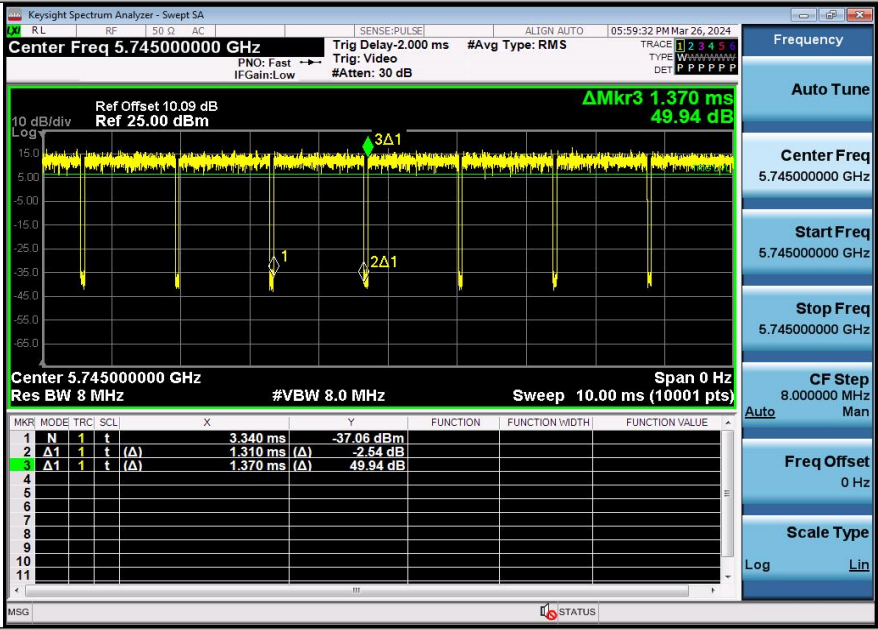 Keysight Spectrum Analyzer - Swept SA
LXI RL RF 50 Ω AC SENSE:PULSE ALIGN AUTO 05:59:32 PM Mar 26, 2024
Center Freq 5.745000000 GHz
PNO: Fast
IFGain:Low
Trig Delay-2.000 ms
Trig: Video
#Atten: 30 dB
#Avg Type: RMS
TRACE 1 2 3 4 5 6
TYPE WWWWWW
DET P P P P P P
ΔMkr3 1.370 ms
49.94 dB
Ref Offset 10.09 dB
10 dB/div Ref 25.00 dBm
Log
15.0
5.00
-5.00
-15.0
-25.0
-35.0
-45.0
-55.0
-65.0
3Δ1
1
2Δ1
Center 5.745000000 GHz Span 0 Hz
Res BW 8 MHz #VBW 8.0 MHz Sweep 10.00 ms (10001 pts)
MKR MODE TRC SCL X Y FUNCTION FUNCTION WIDTH FUNCTION VALUE
1 N 1 t 3.340 ms -37.06 dBm
2 Δ1 1 t (Δ) 1.310 ms (Δ) -2.54 dB
3 Δ1 1 t (Δ) 1.370 ms (Δ) 49.94 dB
4
5
6
7
8
9
10
11
MSG STATUS
Frequency
Auto Tune
Center Freq
5.745000000 GHz
Start Freq
5.745000000 GHz
Stop Freq
5.745000000 GHz
CF Step
8.000000 MHz
Auto Man
Freq Offset
0 Hz
Scale Type
Log Lin